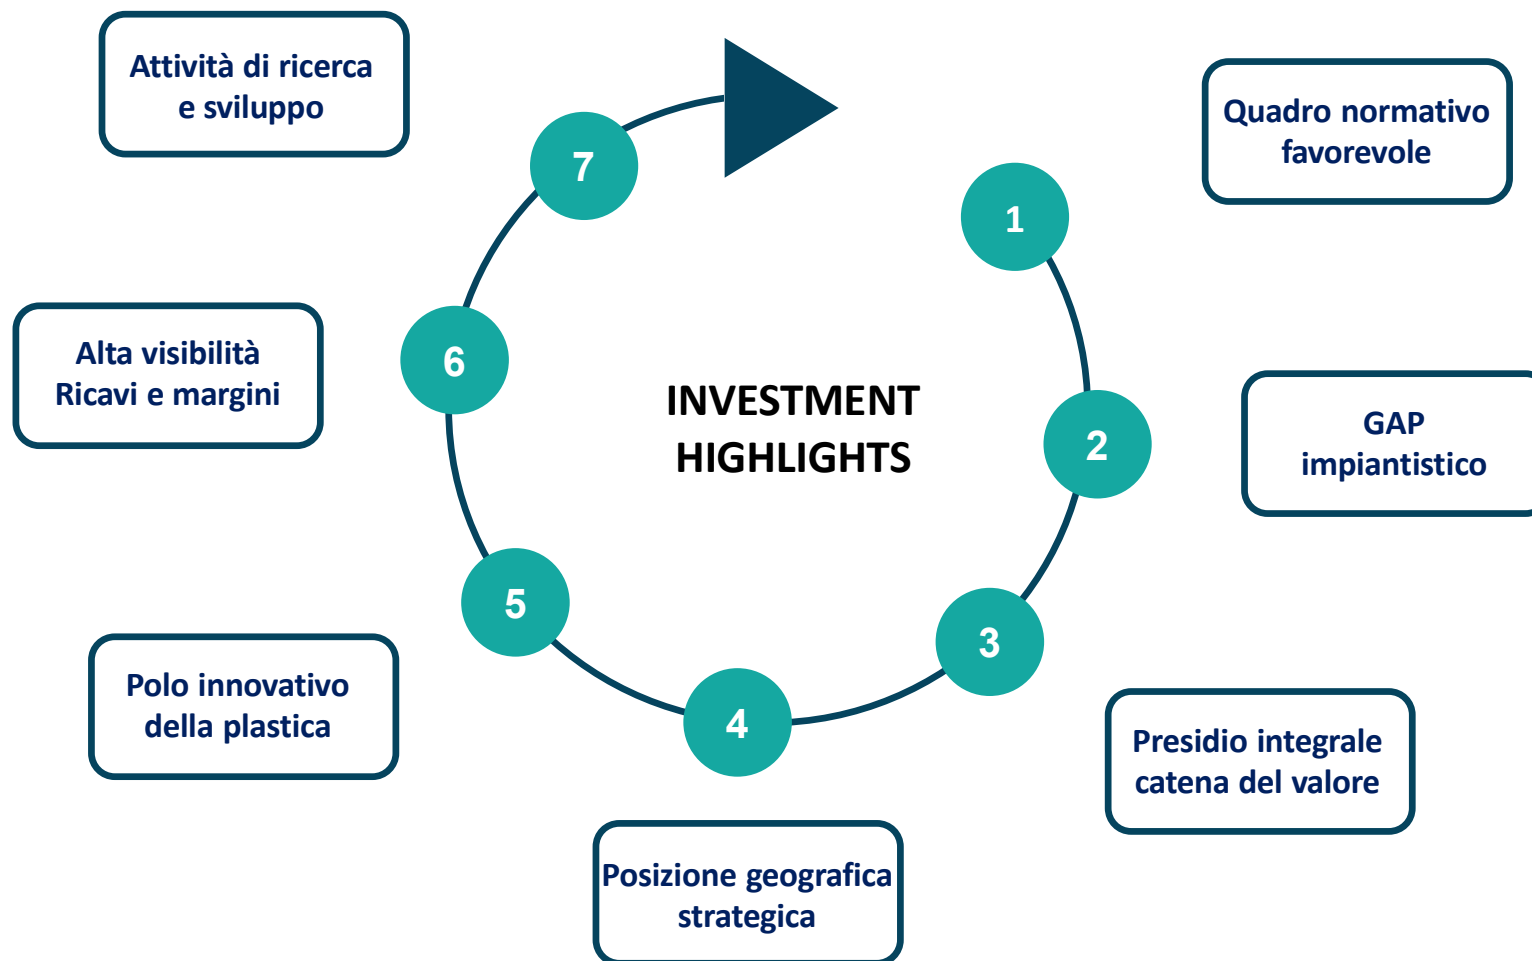 INVESTMENT
HIGHLIGHTS
1
Quadro normativo
favorevole
2
GAP
impiantistico
3
Presidio integrale
catena del valore
4
Posizione geografica
strategica
5
Polo innovativo
della plastica
6
Alta visibilità
Ricavi e margini
7
Attività di ricerca
e sviluppo